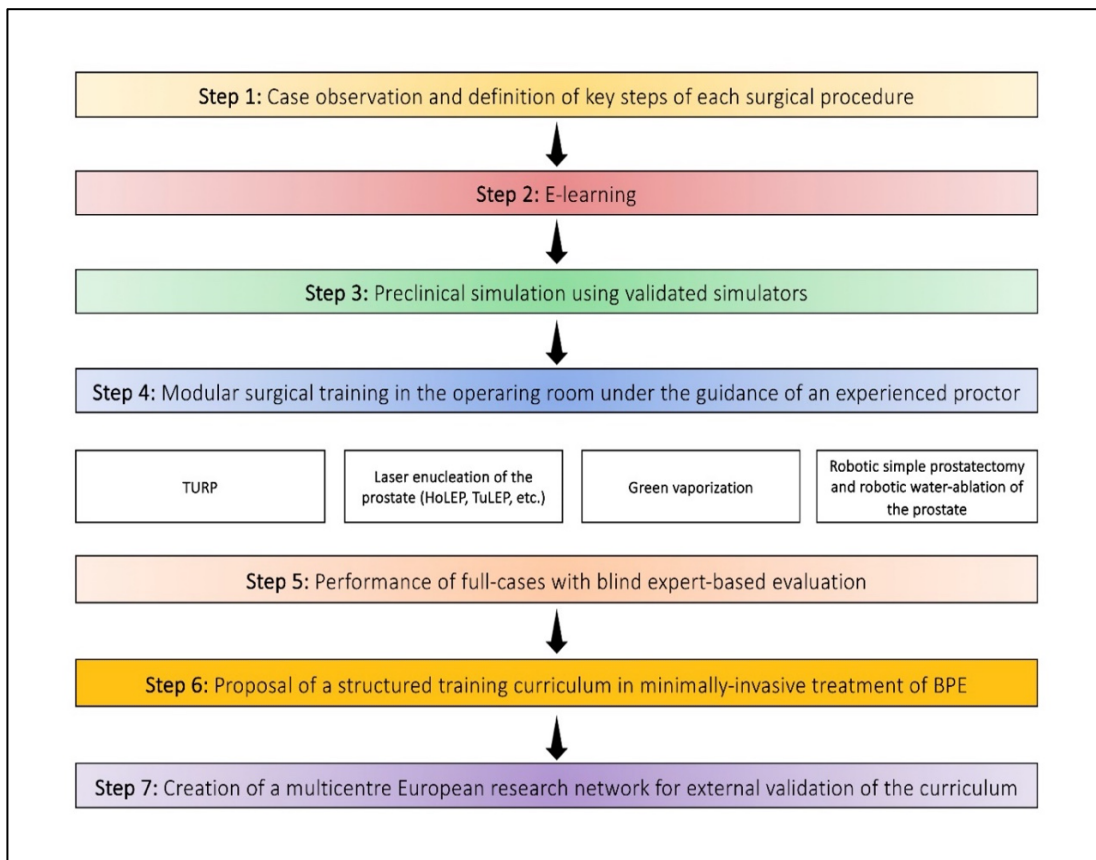 Step 1: Case observation and definition of key steps of each surgical procedure
Step 2: E-learning
Step 3: Preclinical simulation using validated simulators
Step 4: Modular surgical training in the operaring room under the guidance of an experienced proctor
TURP
Laser enucleation of the
prostate (HoLEP, TuLEP, etc.)
Green vaporization
Robotic simple prostatectomy
and robotic water-ablation of
the prostate
Step 5: Performance of full-cases with blind expert-based evaluation
Step 6: Proposal of a structured training curriculum in minimally-invasive treatment of BPE
Step 7: Creation of a multicentre European research network for external validation of the curriculum